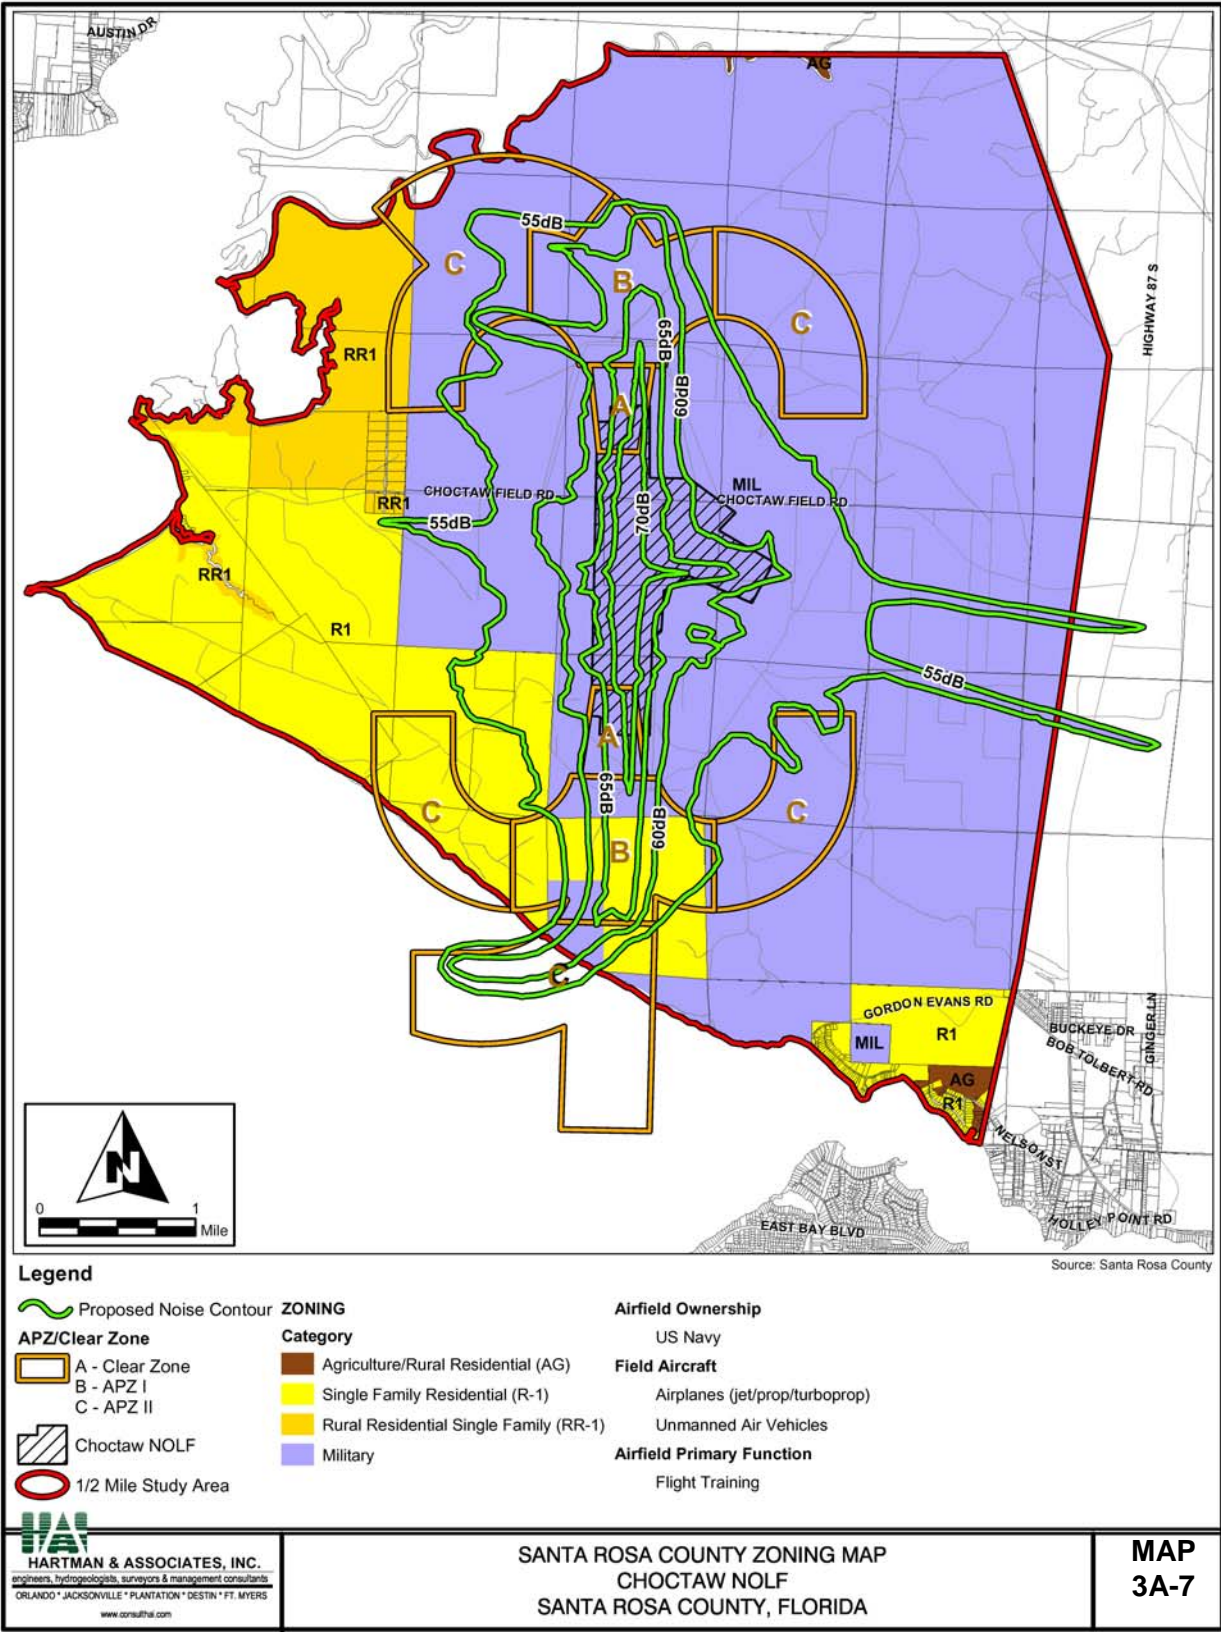 AUSTIN DR
AG
55dB
C
B
C
HIGHWAY 87 S
65dB
RR1
60dB
A
MIL
CHOCTAW FIELD RD
CHOCTAW FIELD RD
RR1
70dB
55dB
RR1
R1
55dB
A
65dB
C
C
60dB
B
C
GORDON EVANS RD
R1
MIL
BUCKEYE DR
GINGER LN
BOB TOLBERT RD
AG
R1
NELSON ST
HOLLEY POINT RD
EAST BAY BLVD
N
0 1
Mile
Source: Santa Rosa County
Legend
Proposed Noise Contour
APZ/Clear Zone
A - Clear Zone
B - APZ I
C - APZ II
Choctaw NOLF
1/2 Mile Study Area
ZONING
Category
Agriculture/Rural Residential (AG)
Single Family Residential (R-1)
Rural Residential Single Family (RR-1)
Military
Airfield Ownership
US Navy
Field Aircraft
Airplanes (jet/prop/turboprop)
Unmanned Air Vehicles
Airfield Primary Function
Flight Training
HAI
HARTMAN & ASSOCIATES, INC.
engineers, hydrogeologists, surveyors & management consultants
ORLANDO * JACKSONVILLE * PLANTATION * DESTIN * FT. MYERS
www.consulthai.com
SANTA ROSA COUNTY ZONING MAP
CHOCTAW NOLF
SANTA ROSA COUNTY, FLORIDA
MAP
3A-7